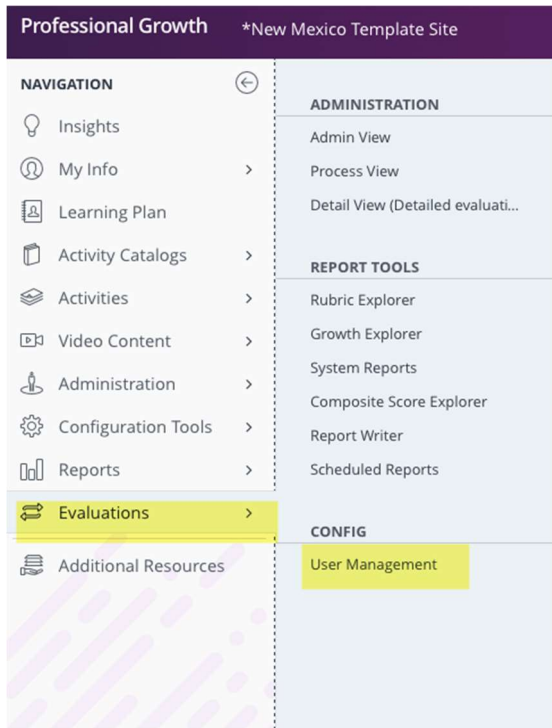 Professional Growth *New Mexico Template Site
NAVIGATION
Insights
My Info
Learning Plan
Activity Catalogs
Activities
Video Content
Administration
Configuration Tools
Reports
Evaluations
Additional Resources
ADMINISTRATION
Admin View
Process View
Detail View (Detailed evaluati...
REPORT TOOLS
Rubric Explorer
Growth Explorer
System Reports
Composite Score Explorer
Report Writer
Scheduled Reports
CONFIG
User Management